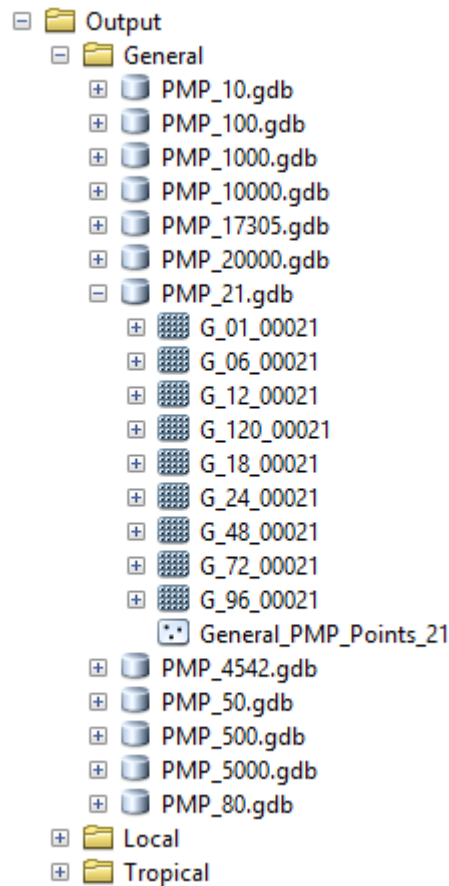 Output
General
PMP_10.gdb
PMP_100.gdb
PMP_1000.gdb
PMP_10000.gdb
PMP_17305.gdb
PMP_20000.gdb
PMP_21.gdb
G_01_00021
G_06_00021
G_12_00021
G_120_00021
G_18_00021
G_24_00021
G_48_00021
G_72_00021
G_96_00021
General_PMP_Points_21
PMP_4542.gdb
PMP_50.gdb
PMP_500.gdb
PMP_5000.gdb
PMP_80.gdb
Local
Tropical